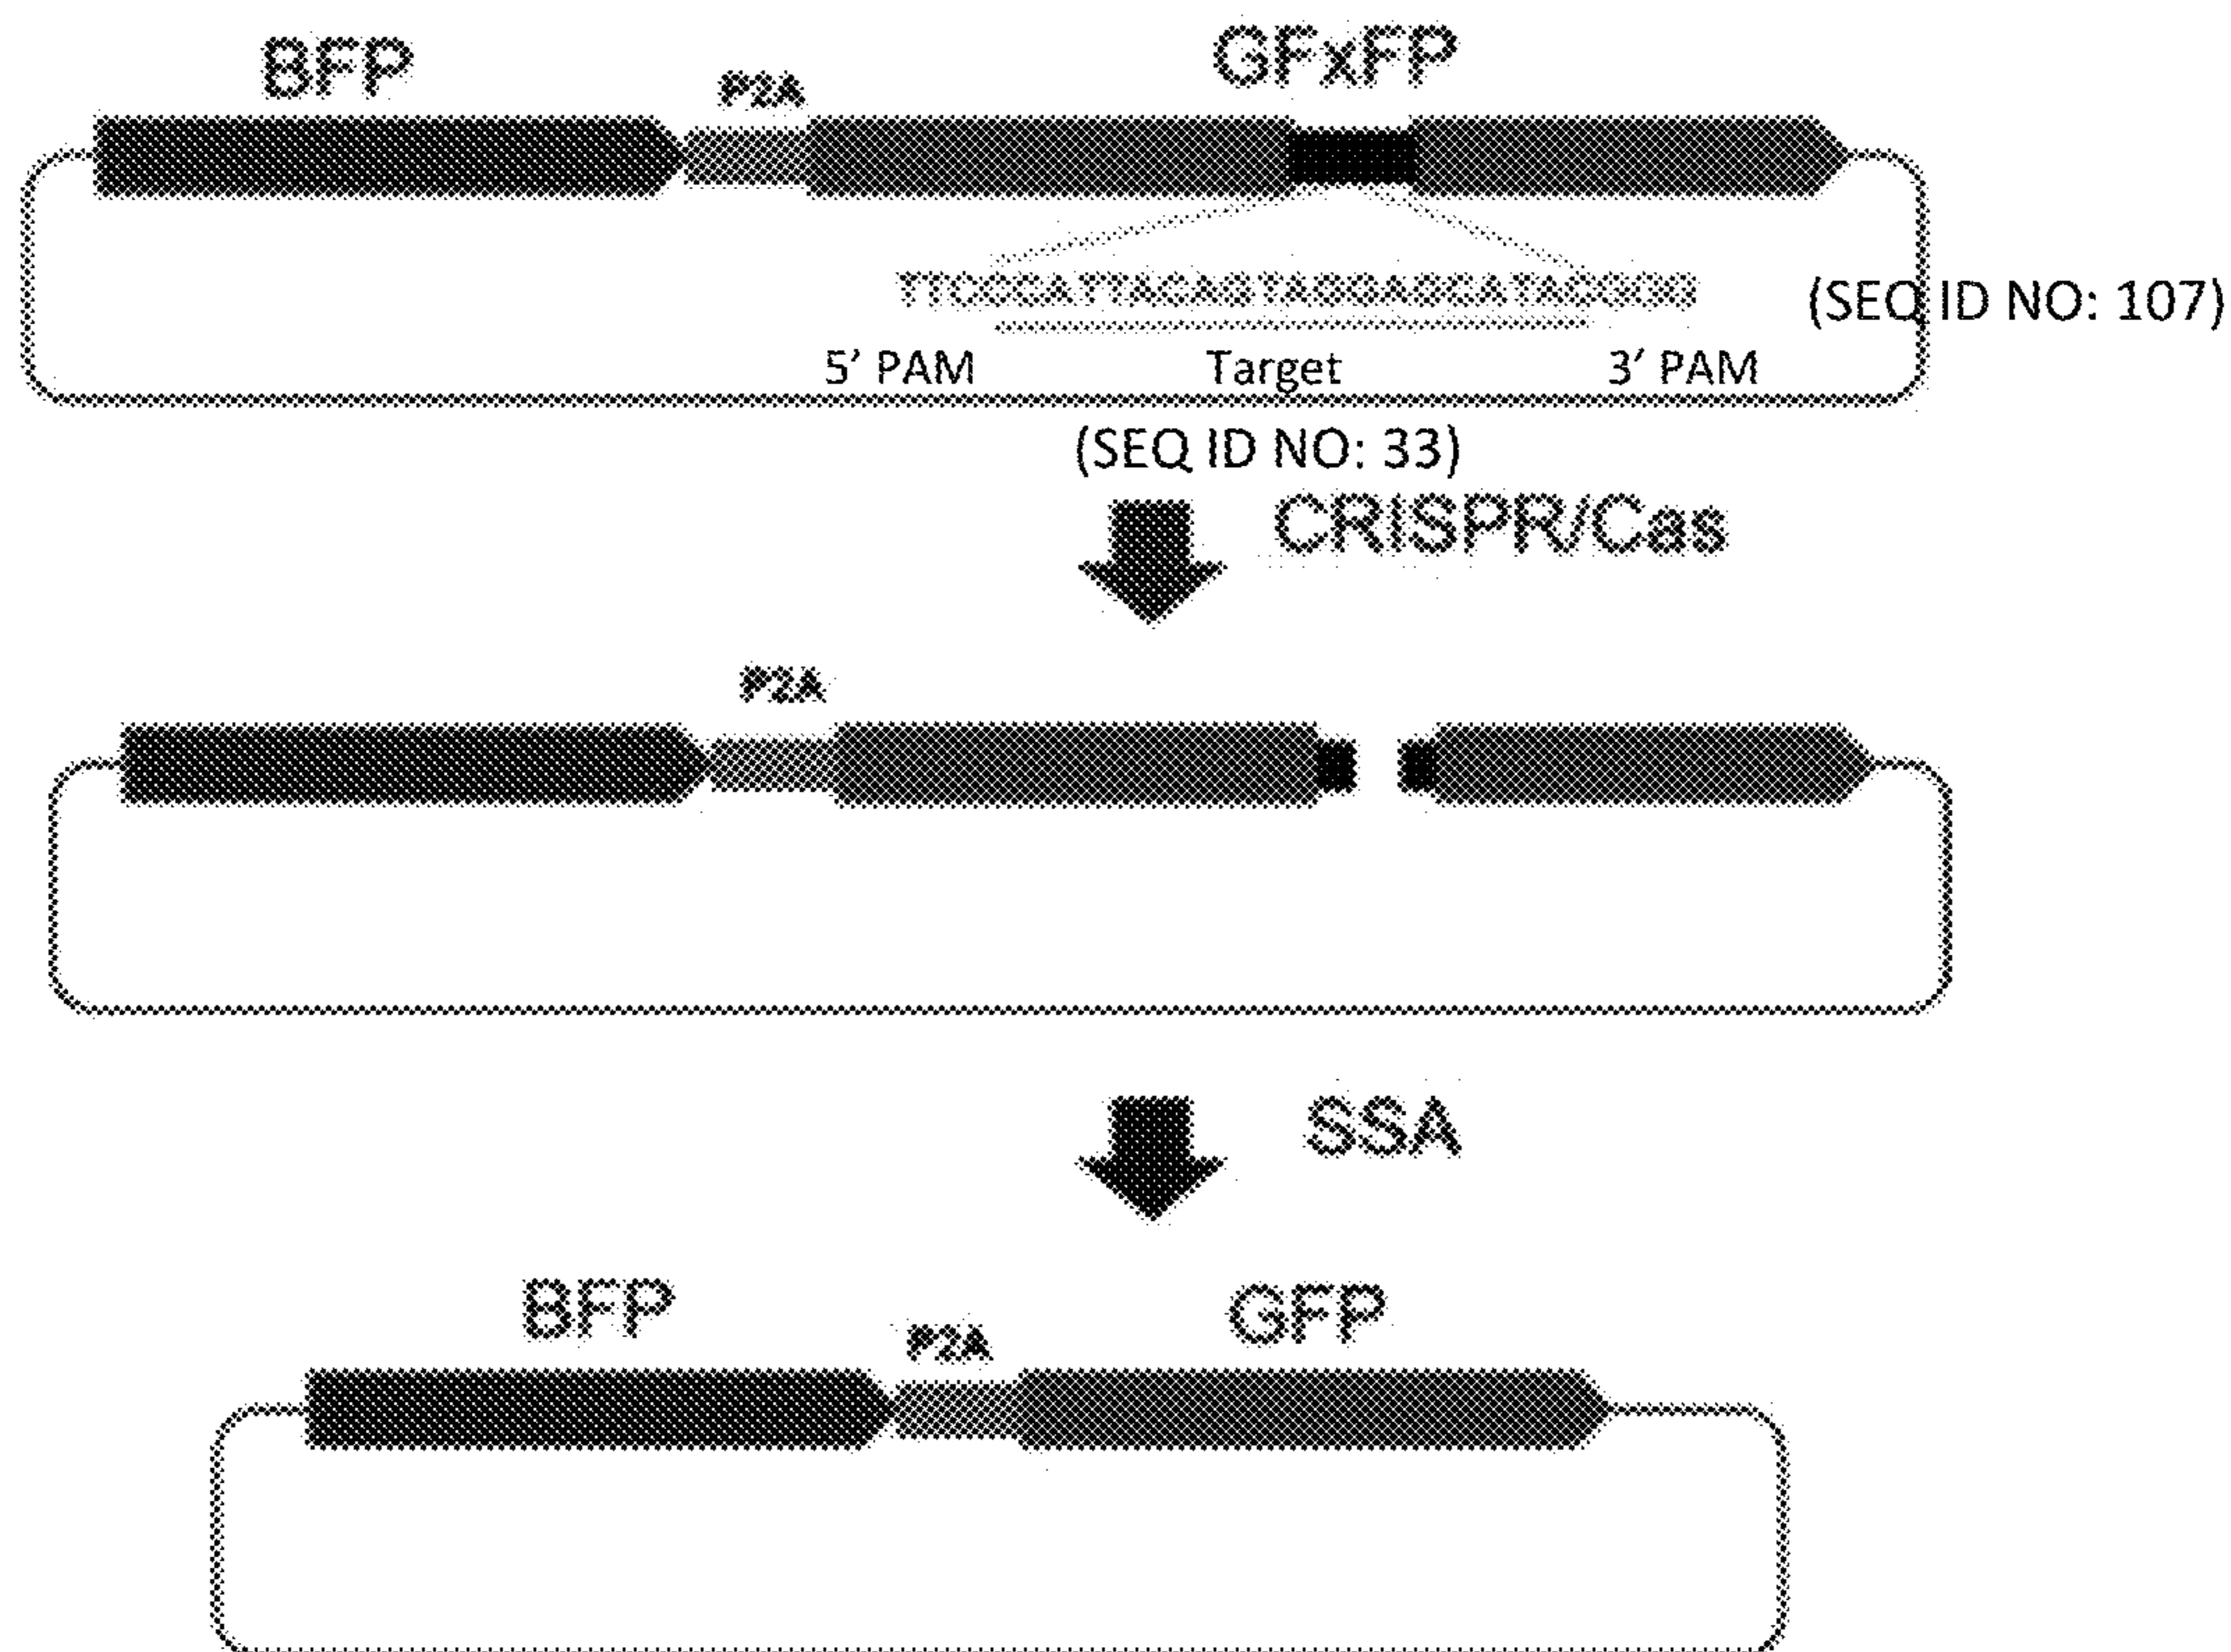 BFP
P2A
GFxFP
(SEQ ID NO: 107)
5′ PAM Target 3′ PAM
(SEQ ID NO: 33)
CRISPR/Cas
P2A
SSA
BFP
P2A
GFP